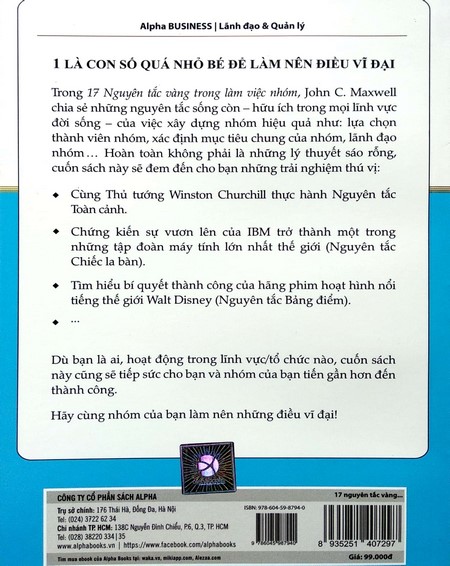 Alpha BUSINESS | Lãnh đạo & Quản lý
1 LÀ CON SỐ QUÁ NHỎ BÉ ĐỂ LÀM NÊN ĐIỀU VĨ ĐẠI
Trong 17 Nguyên tắc vàng trong làm việc nhóm, John C. Maxwell
chia sẻ những nguyên tắc sống còn – hữu ích trong mọi lĩnh vực
đời sống – của việc xây dựng nhóm hiệu quả như: lựa chọn
thành viên nhóm, xác định mục tiêu chung của nhóm, lãnh đạo
nhóm… Hoàn toàn không phải là những lý thuyết sáo rỗng,
cuốn sách này sẽ đem đến cho bạn những trải nghiệm thú vị:
◆ Cùng Thủ tướng Winston Churchill thực hành Nguyên tắc
Toàn cảnh.
◆ Chứng kiến sự vươn lên của IBM trở thành một trong
những tập đoàn máy tính lớn nhất thế giới (Nguyên tắc
Chiếc la bàn).
◆ Tìm hiểu bí quyết thành công của hãng phim hoạt hình nổi
tiếng thế giới Walt Disney (Nguyên tắc Bảng điểm).
◆ ...
Dù bạn là ai, hoạt động trong lĩnh vực/tổ chức nào, cuốn sách
này cũng sẽ tiếp sức cho bạn và nhóm của bạn tiến gần hơn đến
thành công.
Hãy cùng nhóm của bạn làm nên những điều vĩ đại!
CÔNG TY CỔ PHẦN SÁCH ALPHA
Trụ sở chính: 176 Thái Hà, Đống Đa, Hà Nội
Tel: (024) 3722 62 34
Chi nhánh TP. HCM: 138C Nguyễn Đình Chiểu, P.6, Q.3, TP. HCM
Tel: (028) 38220 334 | 35
www.alphabooks.vn | https://www.facebook.com/alphabooks
Tìm mua ebook của Alpha Books tại: waka.vn, mikiapp.com, Alezaa.com
ISBN: 978-604-59-8794-0
9 786045 987940
17 nguyên tắc vàng...
8 935251 407297
Giá: 99.000đ